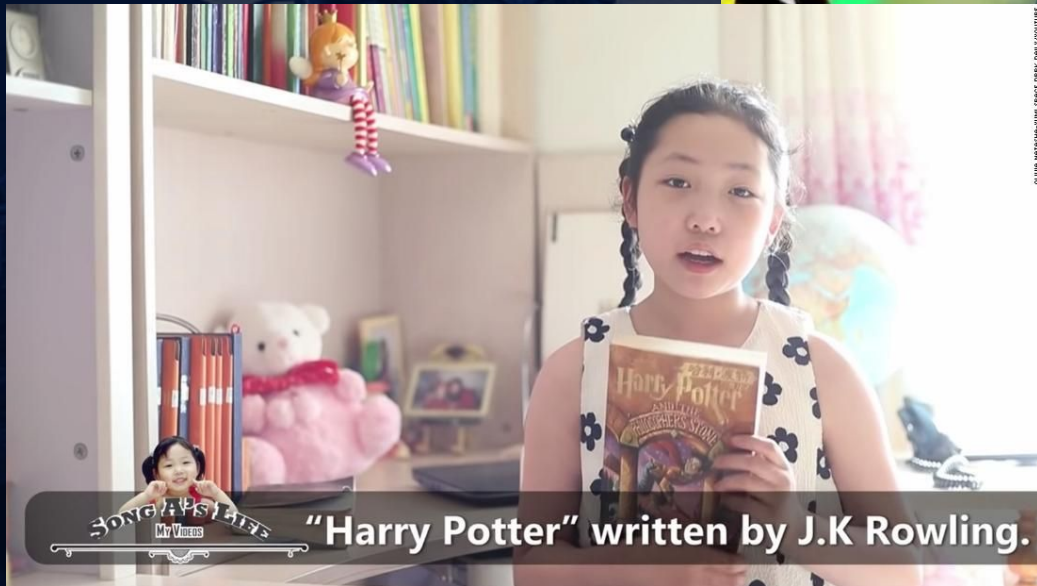 Harry Potter
AND THE
PHILOSOPHER'S STONE
SONG A'S LIFE
MY VIDEOS
“Harry Potter” written by J.K Rowling.